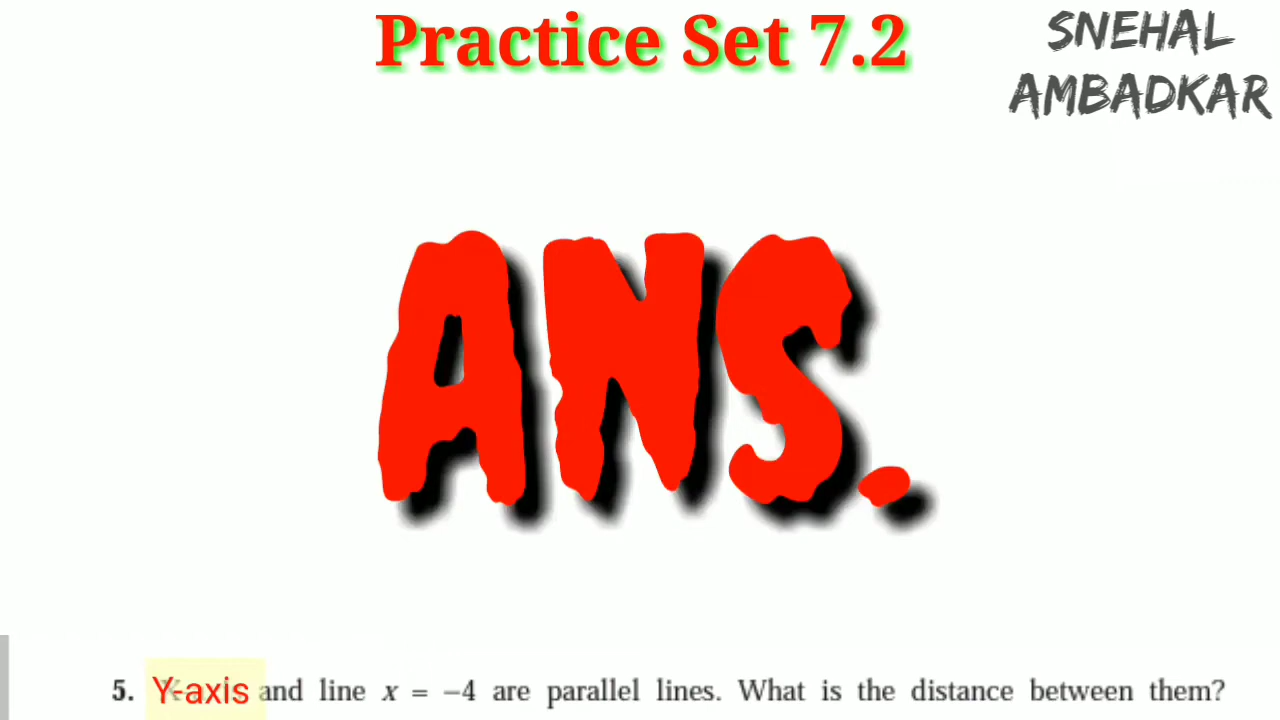 Practice Set 7.2
SNEHAL
AMBADKAR
ANS.
5. Y-axis and line x = −4 are parallel lines. What is the distance between them?